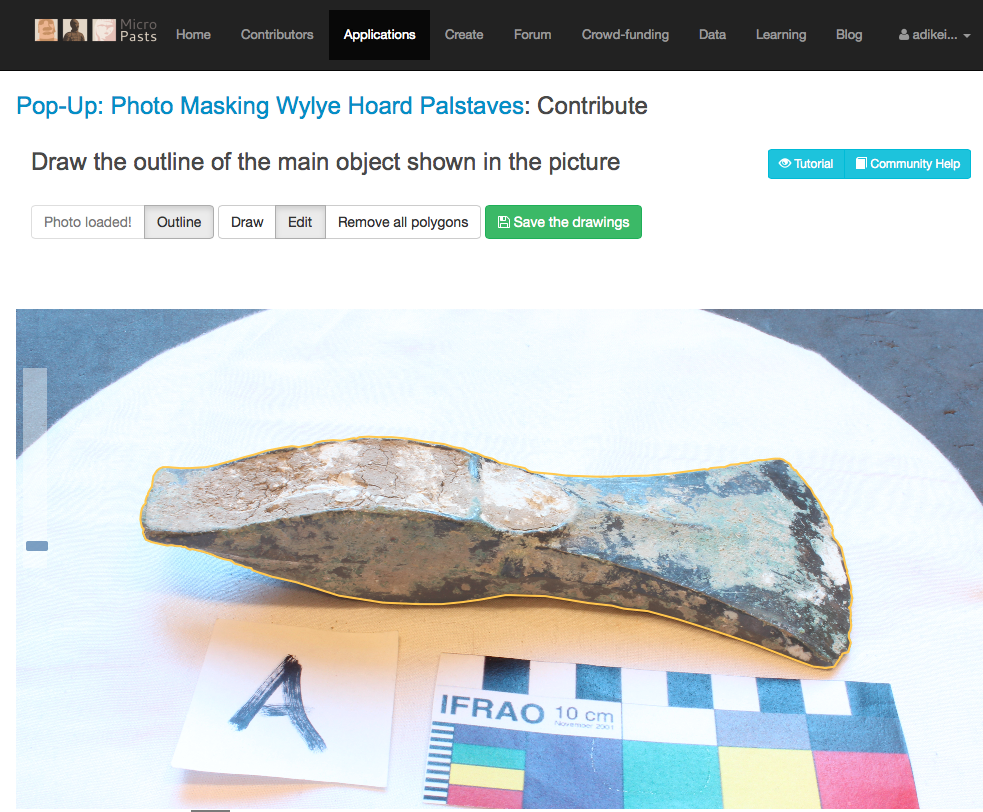 Micro
Pasts
Home Contributors Applications Create Forum Crowd-funding Data Learning Blog adikei...
Pop-Up: Photo Masking Wylye Hoard Palstaves: Contribute
Draw the outline of the main object shown in the picture
Tutorial Community Help
Photo loaded! Outline Draw Edit Remove all polygons Save the drawings
A
IFRAO 10 cm
November 2001